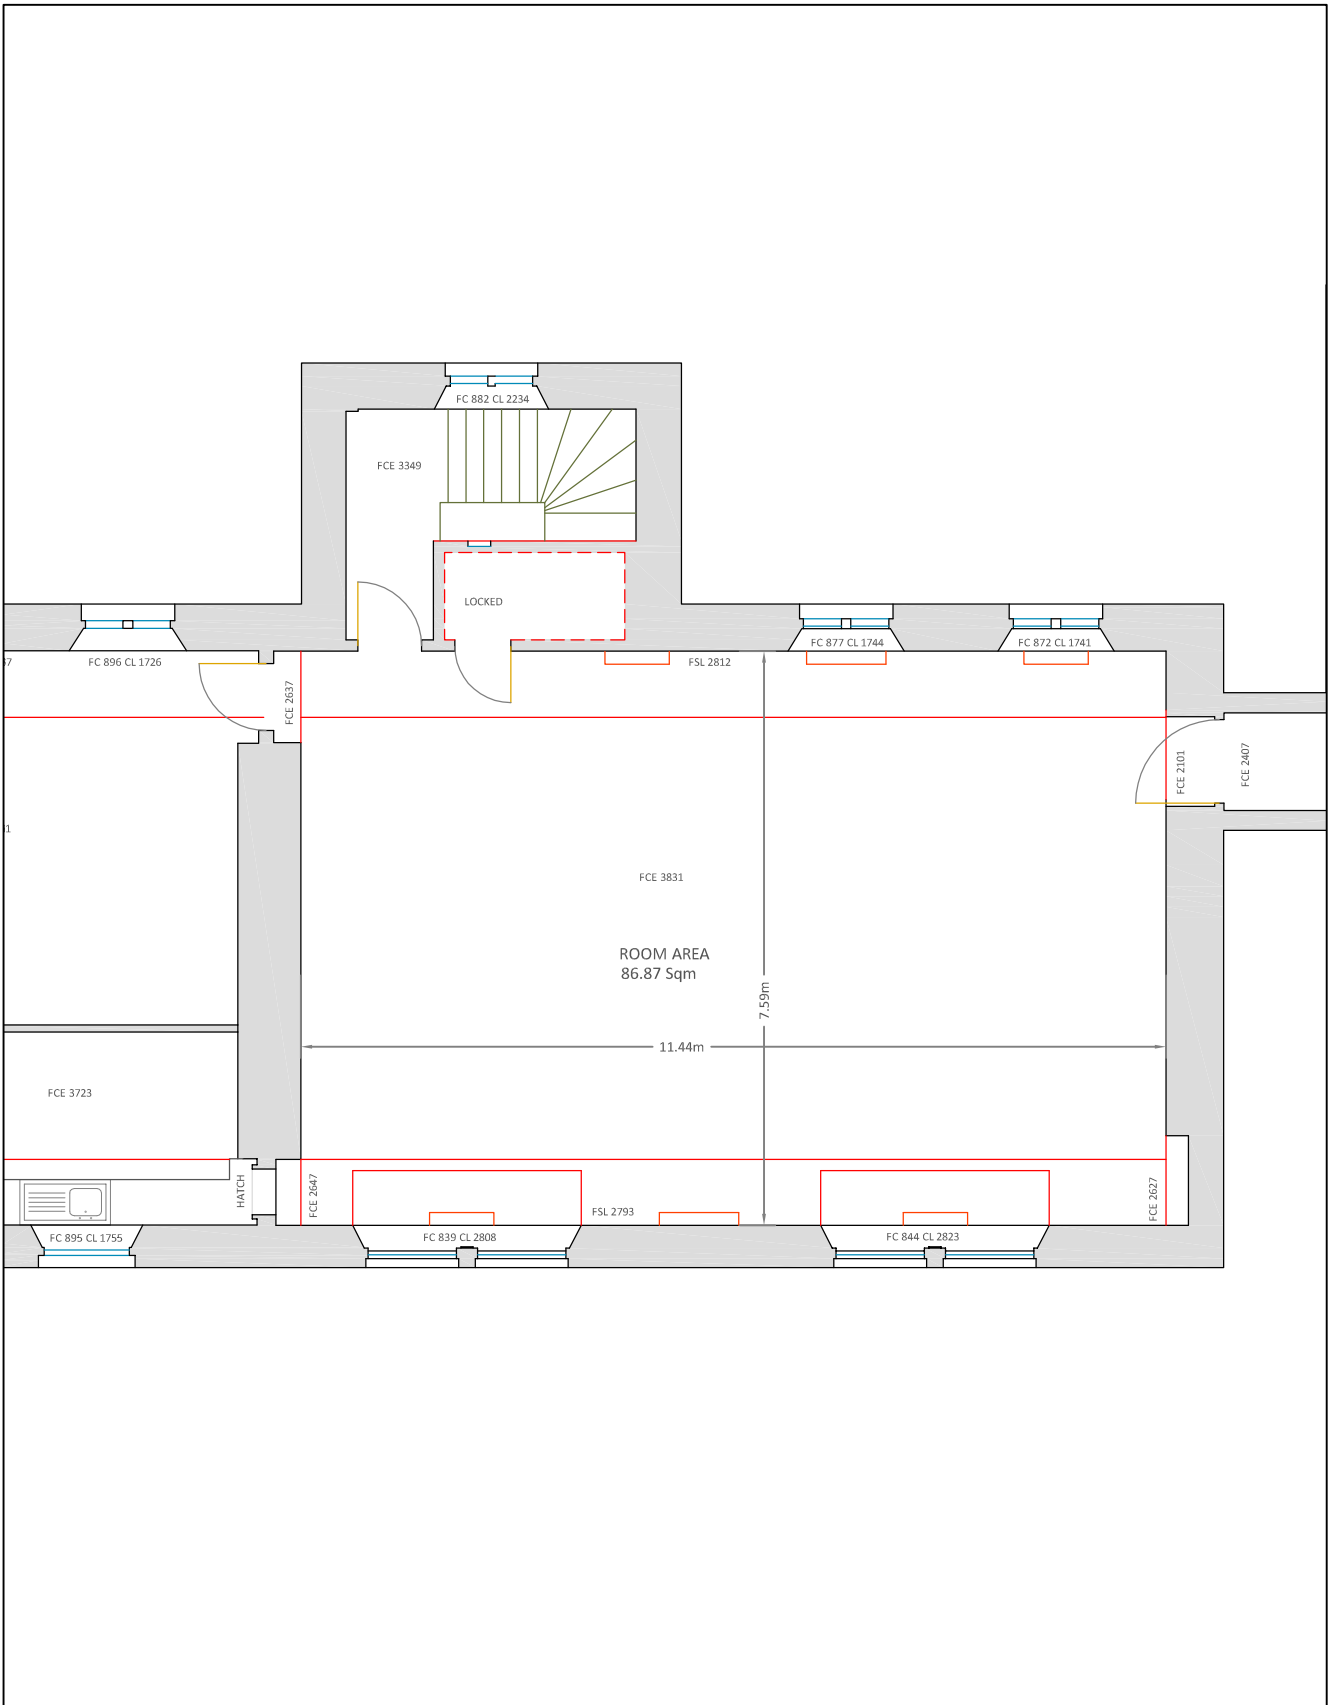 FC 882 CL 2234
FCE 3349
LOCKED
FC 877 CL 1744
FC 872 CL 1741
FC 896 CL 1726
FSL 2812
FCE 2637
FCE 2101
FCE 2407
FCE 3831
ROOM AREA
86.87 Sqm
7.59m
11.44m
FCE 3723
HATCH
FCE 2647
FCE 2627
FSL 2793
FC 895 CL 1755
FC 839 CL 2808
FC 844 CL 2823